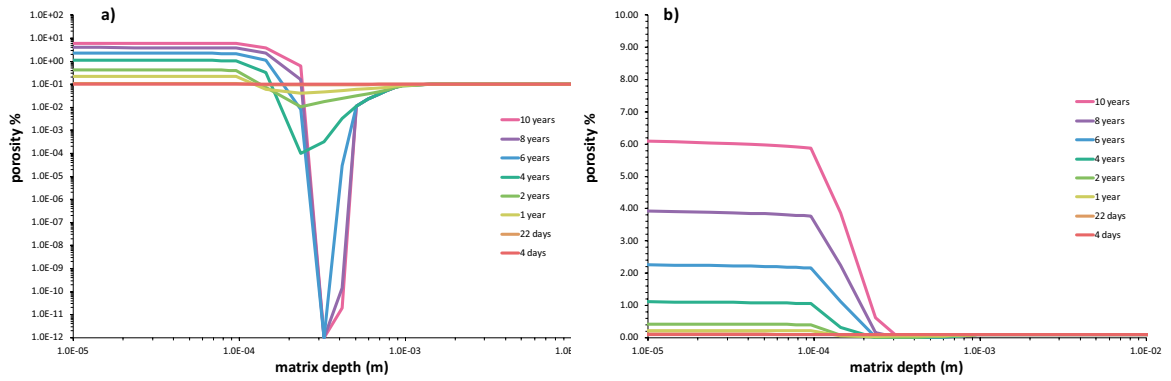 a)
1.0E+02
1.0E+01
1.0E+00
1.0E-01
1.0E-02
1.0E-03
1.0E-04
1.0E-05
1.0E-06
1.0E-07
1.0E-08
1.0E-09
1.0E-10
1.0E-11
1.0E-12
porosity %
10 years
8 years
6 years
4 years
2 years
1 year
22 days
4 days
1.0E-05 1.0E-04 1.0E-03 1.0E-
matrix depth (m)
b)
10.00
9.00
8.00
7.00
6.00
5.00
4.00
3.00
2.00
1.00
0.00
porosity %
10 years
8 years
6 years
4 years
2 years
1 year
22 days
4 days
1.0E-05 1.0E-04 1.0E-03 1.0E-02
matrix depth (m)